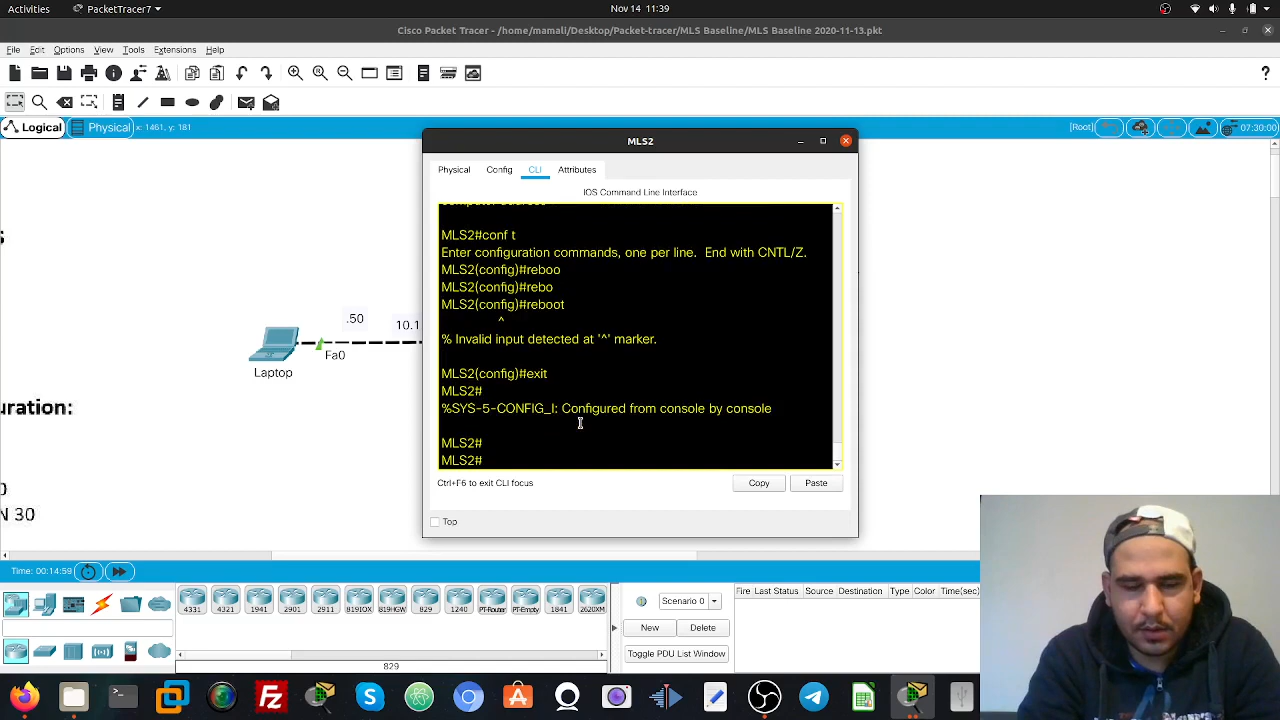 Activities
PacketTracer7
Nov 14 11:39
Cisco Packet Tracer - /home/mamali/Desktop/Packet-tracer/MLS Baseline/MLS Baseline 2020-11-13.pkt
File Edit Options View Tools Extensions Help
?
Logical Physical x: 1461, y: 181
[Root] 07:30:00
MLS2
Physical Config CLI Attributes
IOS Command Line Interface
MLS2#conf t
Enter configuration commands, one per line. End with CNTL/Z.
MLS2(config)#reboo
MLS2(config)#rebo
MLS2(config)#reboot
^
% Invalid input detected at '^' marker.
MLS2(config)#exit
MLS2#
%SYS-5-CONFIG_I: Configured from console by console
MLS2#
MLS2#
Ctrl+F6 to exit CLI focus
Copy Paste
Top
s
.50
10.1
Fa0
Laptop
uration:
0
N 30
Time: 00:14:59
4331 4321 1941 2901 2911 819IOX 819HGW 829 1240 PT-Router PT-Empty 1841 2620XM
829
Scenario 0
New Delete
Toggle PDU List Window
Fire Last Status Source Destination Type Color Time(sec)